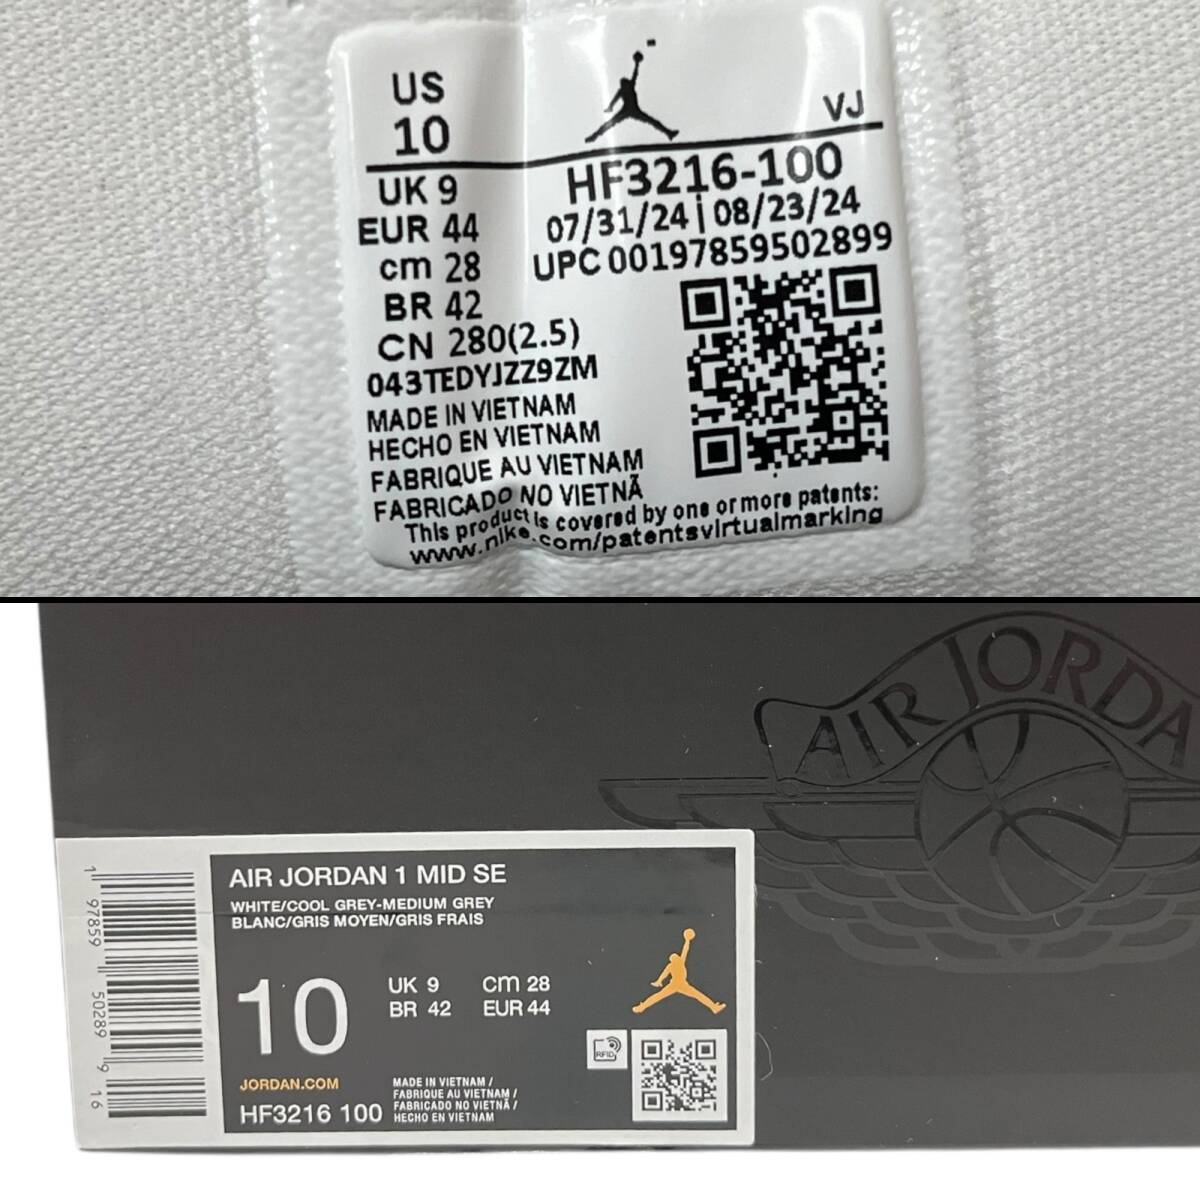 US
10
VJ
UK 9
EUR 44
cm 28
BR 42
CN 280(2.5)
HF3216-100
07/31/24 | 08/23/24
UPC 00197859502899
043TEDYJZZ9ZM
MADE IN VIETNAM
HECHO EN VIETNAM
FABRIQUE AU VIETNAM
FABRICADO NO VIETNÃ
This product is covered by one or more patents:
www.nike.com/patentsvirtualmarking
AIR JORDA
1 97859 50289 9 16
AIR JORDAN 1 MID SE
WHITE/COOL GREY-MEDIUM GREY
BLANC/GRIS MOYEN/GRIS FRAIS
10
UK 9 cm 28
BR 42 EUR 44
RFID
JORDAN.COM
HF3216 100
MADE IN VIETNAM /
FABRIQUE AU VIETNAM /
FABRICADO NO VIETNÃ /
HECHO EN VIETNAM